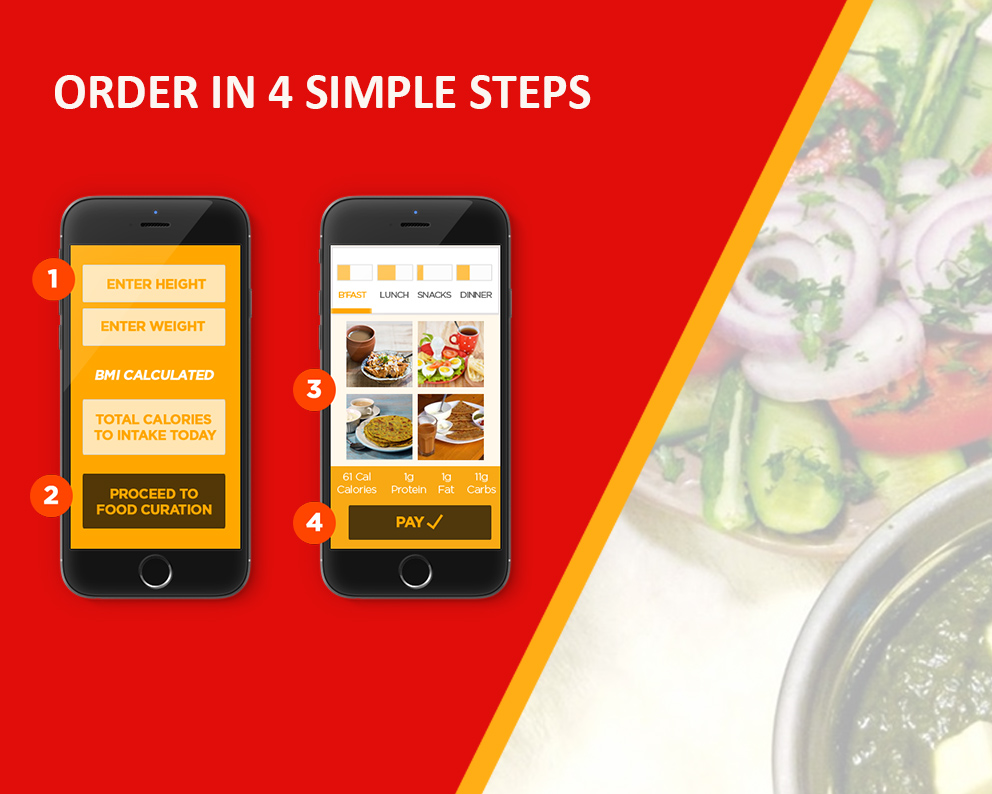 ORDER IN 4 SIMPLE STEPS
1
ENTER HEIGHT
ENTER WEIGHT
BMI CALCULATED
TOTAL CALORIES
TO INTAKE TODAY
2
PROCEED TO
FOOD CURATION
B'FAST LUNCH SNACKS DINNER
3
61 Cal 1g 1g 11g
Calories Protein Fat Carbs
4
PAY ✓